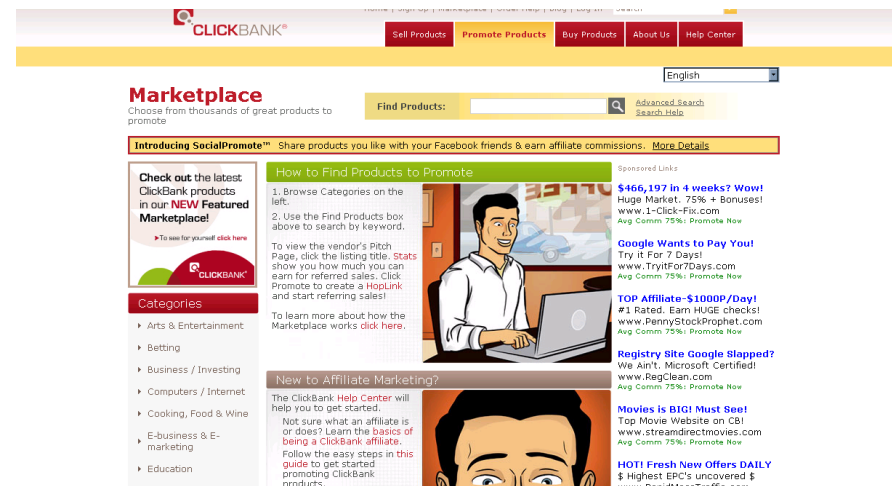 Home | Sign Up | Marketplace | Order Help | Blog | Log In Search
CLICKBANK®
Sell Products Promote Products Buy Products About Us Help Center
English
Marketplace
Choose from thousands of great products to
promote
Find Products:
Advanced Search
Search Help
Introducing SocialPromote™ Share products you like with your Facebook friends & earn affiliate commissions. More Details
Check out the latest
ClickBank products
in our NEW Featured
Marketplace!
To see for yourself click here
CLICKBANK®
Categories
Arts & Entertainment
Betting
Business / Investing
Computers / Internet
Cooking, Food & Wine
E-business & E-
marketing
Education
How to Find Products to Promote
1. Browse Categories on the
left.
2. Use the Find Products box
above to search by keyword.
To view the vendor's Pitch
Page, click the listing title. Stats
show you how much you can
earn for referred sales. Click
Promote to create a HopLink
and start referring sales!
To learn more about how the
Marketplace works click here.
New to Affiliate Marketing?
The ClickBank Help Center will
help you to get started.
Not sure what an affiliate is
or does? Learn the basics of
being a ClickBank affiliate.
Follow the easy steps in this
guide to get started
promoting ClickBank
products.
Sponsored Links
$466,197 in 4 weeks? Wow!
Huge Market. 75% + Bonuses!
www.1-Click-Fix.com
Avg Comm 75%: Promote Now
Google Wants to Pay You!
Try it For 7 Days!
www.TryitFor7Days.com
Avg Comm 75%: Promote Now
TOP Affiliate-$1000P/Day!
#1 Rated. Earn HUGE checks!
www.PennyStockProphet.com
Avg Comm 75%: Promote Now
Registry Site Google Slapped?
We Ain't. Microsoft Certified!
www.RegClean.com
Avg Comm 75%: Promote Now
Movies is BIG! Must See!
Top Movie Website on CB!
www.streamdirectmovies.com
Avg Comm 75%: Promote Now
HOT! Fresh New Offers DAILY
$ Highest EPC's uncovered $
www.RapidMassTraffic.com